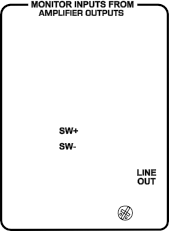 MONITOR INPUTS FROM
AMPLIFIER OUTPUTS
SW+
SW-
LINE
OUT